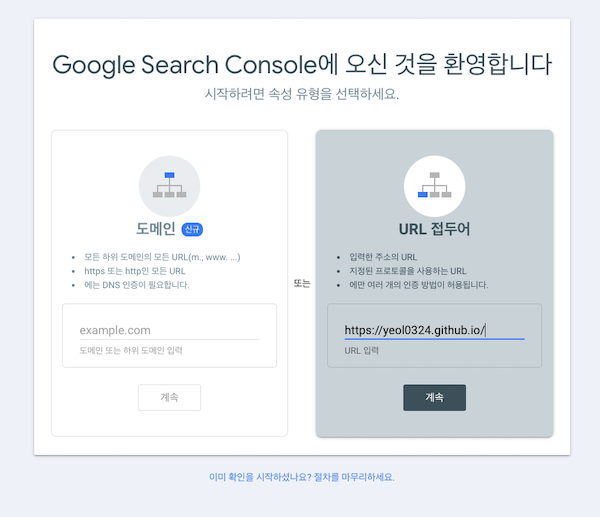 Google Search Console에 오신 것을 환영합니다
시작하려면 속성 유형을 선택하세요.
도메인 신규
모든 하위 도메인의 모든 URL(m., www. ...)
https 또는 http인 모든 URL
에는 DNS 인증이 필요합니다.
example.com
도메인 또는 하위 도메인 입력
계속
또는
URL 접두어
입력한 주소의 URL
지정된 프로토콜을 사용하는 URL
에만 여러 개의 인증 방법이 허용됩니다.
https://yeol0324.github.io/
URL 입력
계속
이미 확인을 시작하셨나요? 절차를 마무리하세요.